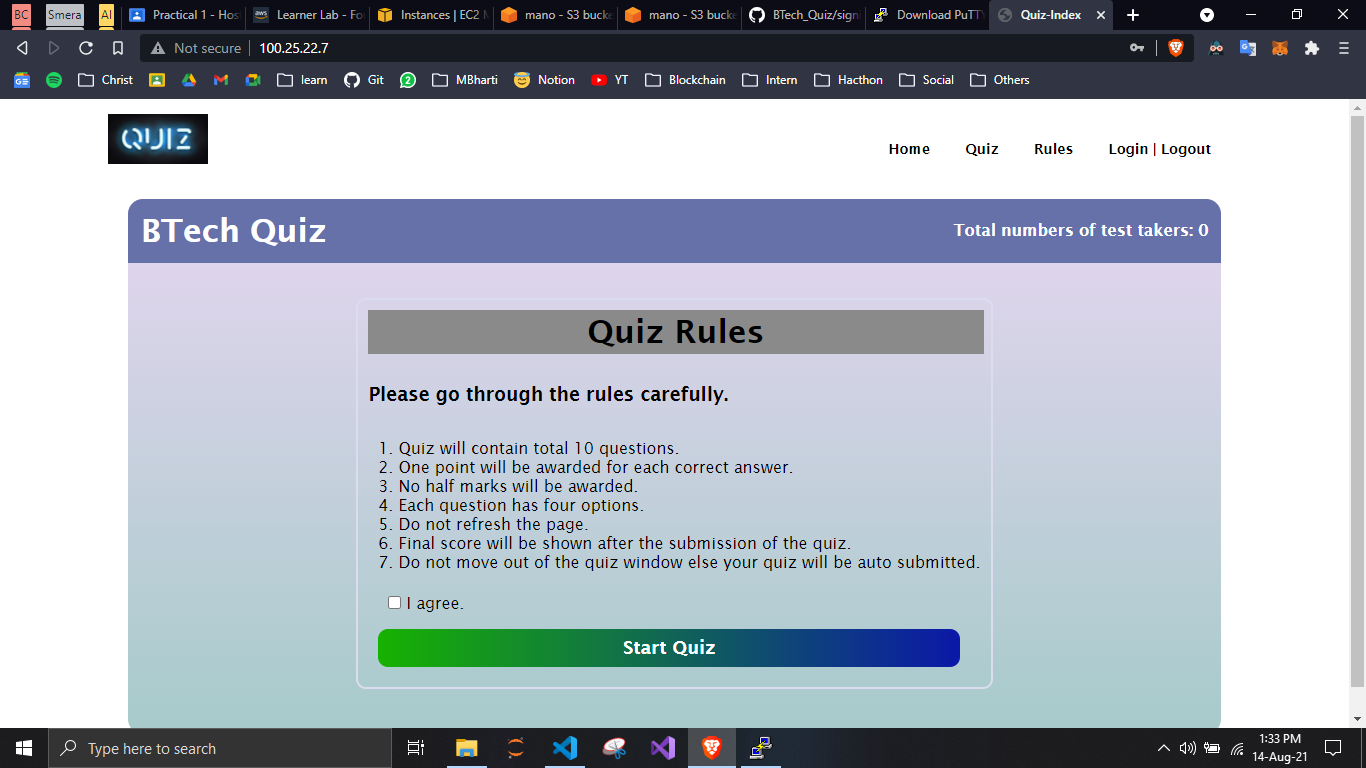 BC
Smera
AI
Practical 1 - Hos
Learner Lab - Fo
Instances | EC2 M
mano - S3 bucke
mano - S3 bucke
BTech_Quiz/sign
Download PuTTY
Quiz-Index
Not secure
100.25.22.7
Christ
learn
Git
2
MBharti
Notion
YT
Blockchain
Intern
Hacthon
Social
Others
QUIZ
Home
Quiz
Rules
Login | Logout
BTech Quiz
Total numbers of test takers: 0
Quiz Rules
Please go through the rules carefully.
1. Quiz will contain total 10 questions.
2. One point will be awarded for each correct answer.
3. No half marks will be awarded.
4. Each question has four options.
5. Do not refresh the page.
6. Final score will be shown after the submission of the quiz.
7. Do not move out of the quiz window else your quiz will be auto submitted.
I agree.
Start Quiz
Type here to search
1:33 PM
14-Aug-21